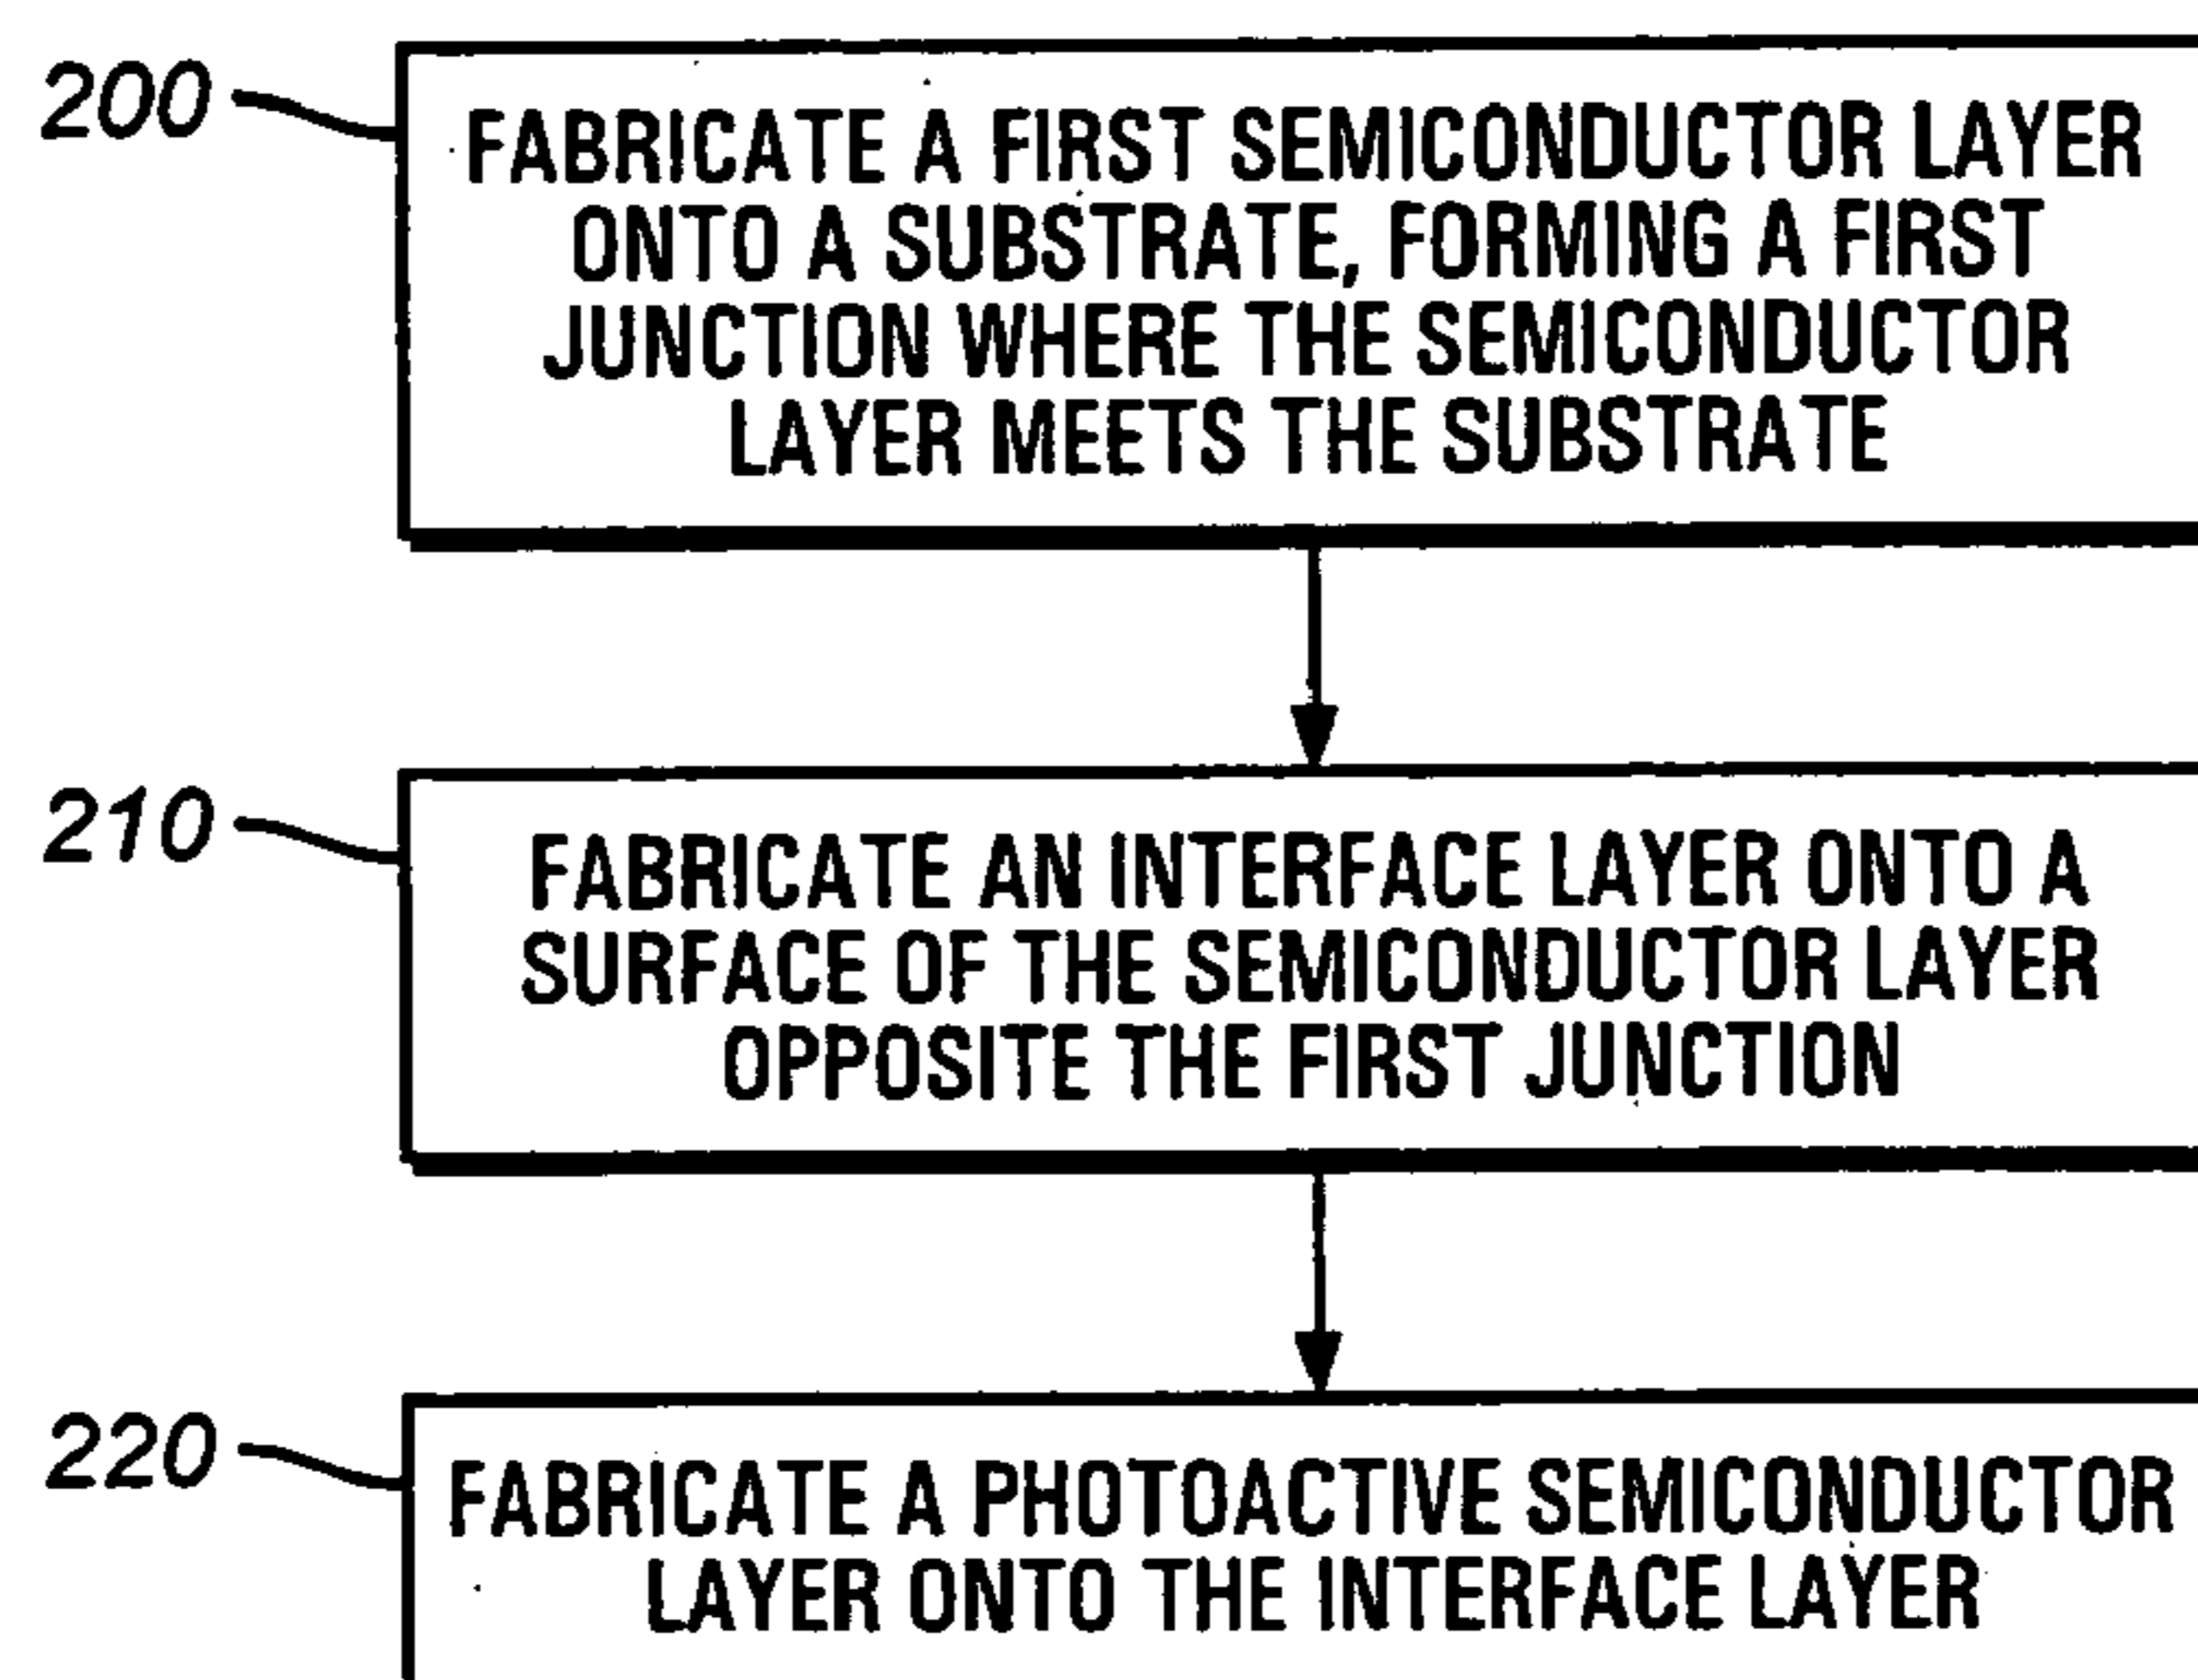 200
FABRICATE A FIRST SEMICONDUCTOR LAYER
ONTO A SUBSTRATE, FORMING A FIRST
JUNCTION WHERE THE SEMICONDUCTOR
LAYER MEETS THE SUBSTRATE
210
FABRICATE AN INTERFACE LAYER ONTO A
SURFACE OF THE SEMICONDUCTOR LAYER
OPPOSITE THE FIRST JUNCTION
220
FABRICATE A PHOTOACTIVE SEMICONDUCTOR
LAYER ONTO THE INTERFACE LAYER